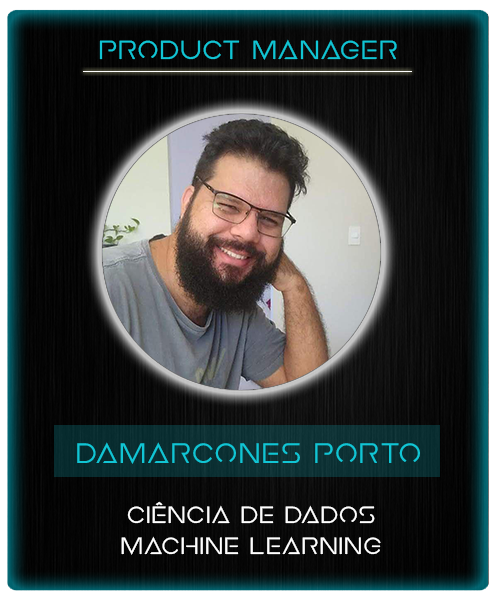 PRODUCT MANAGER
DAMARCONES PORTO
CIÊNCIA DE DADOS
MACHINE LEARNING